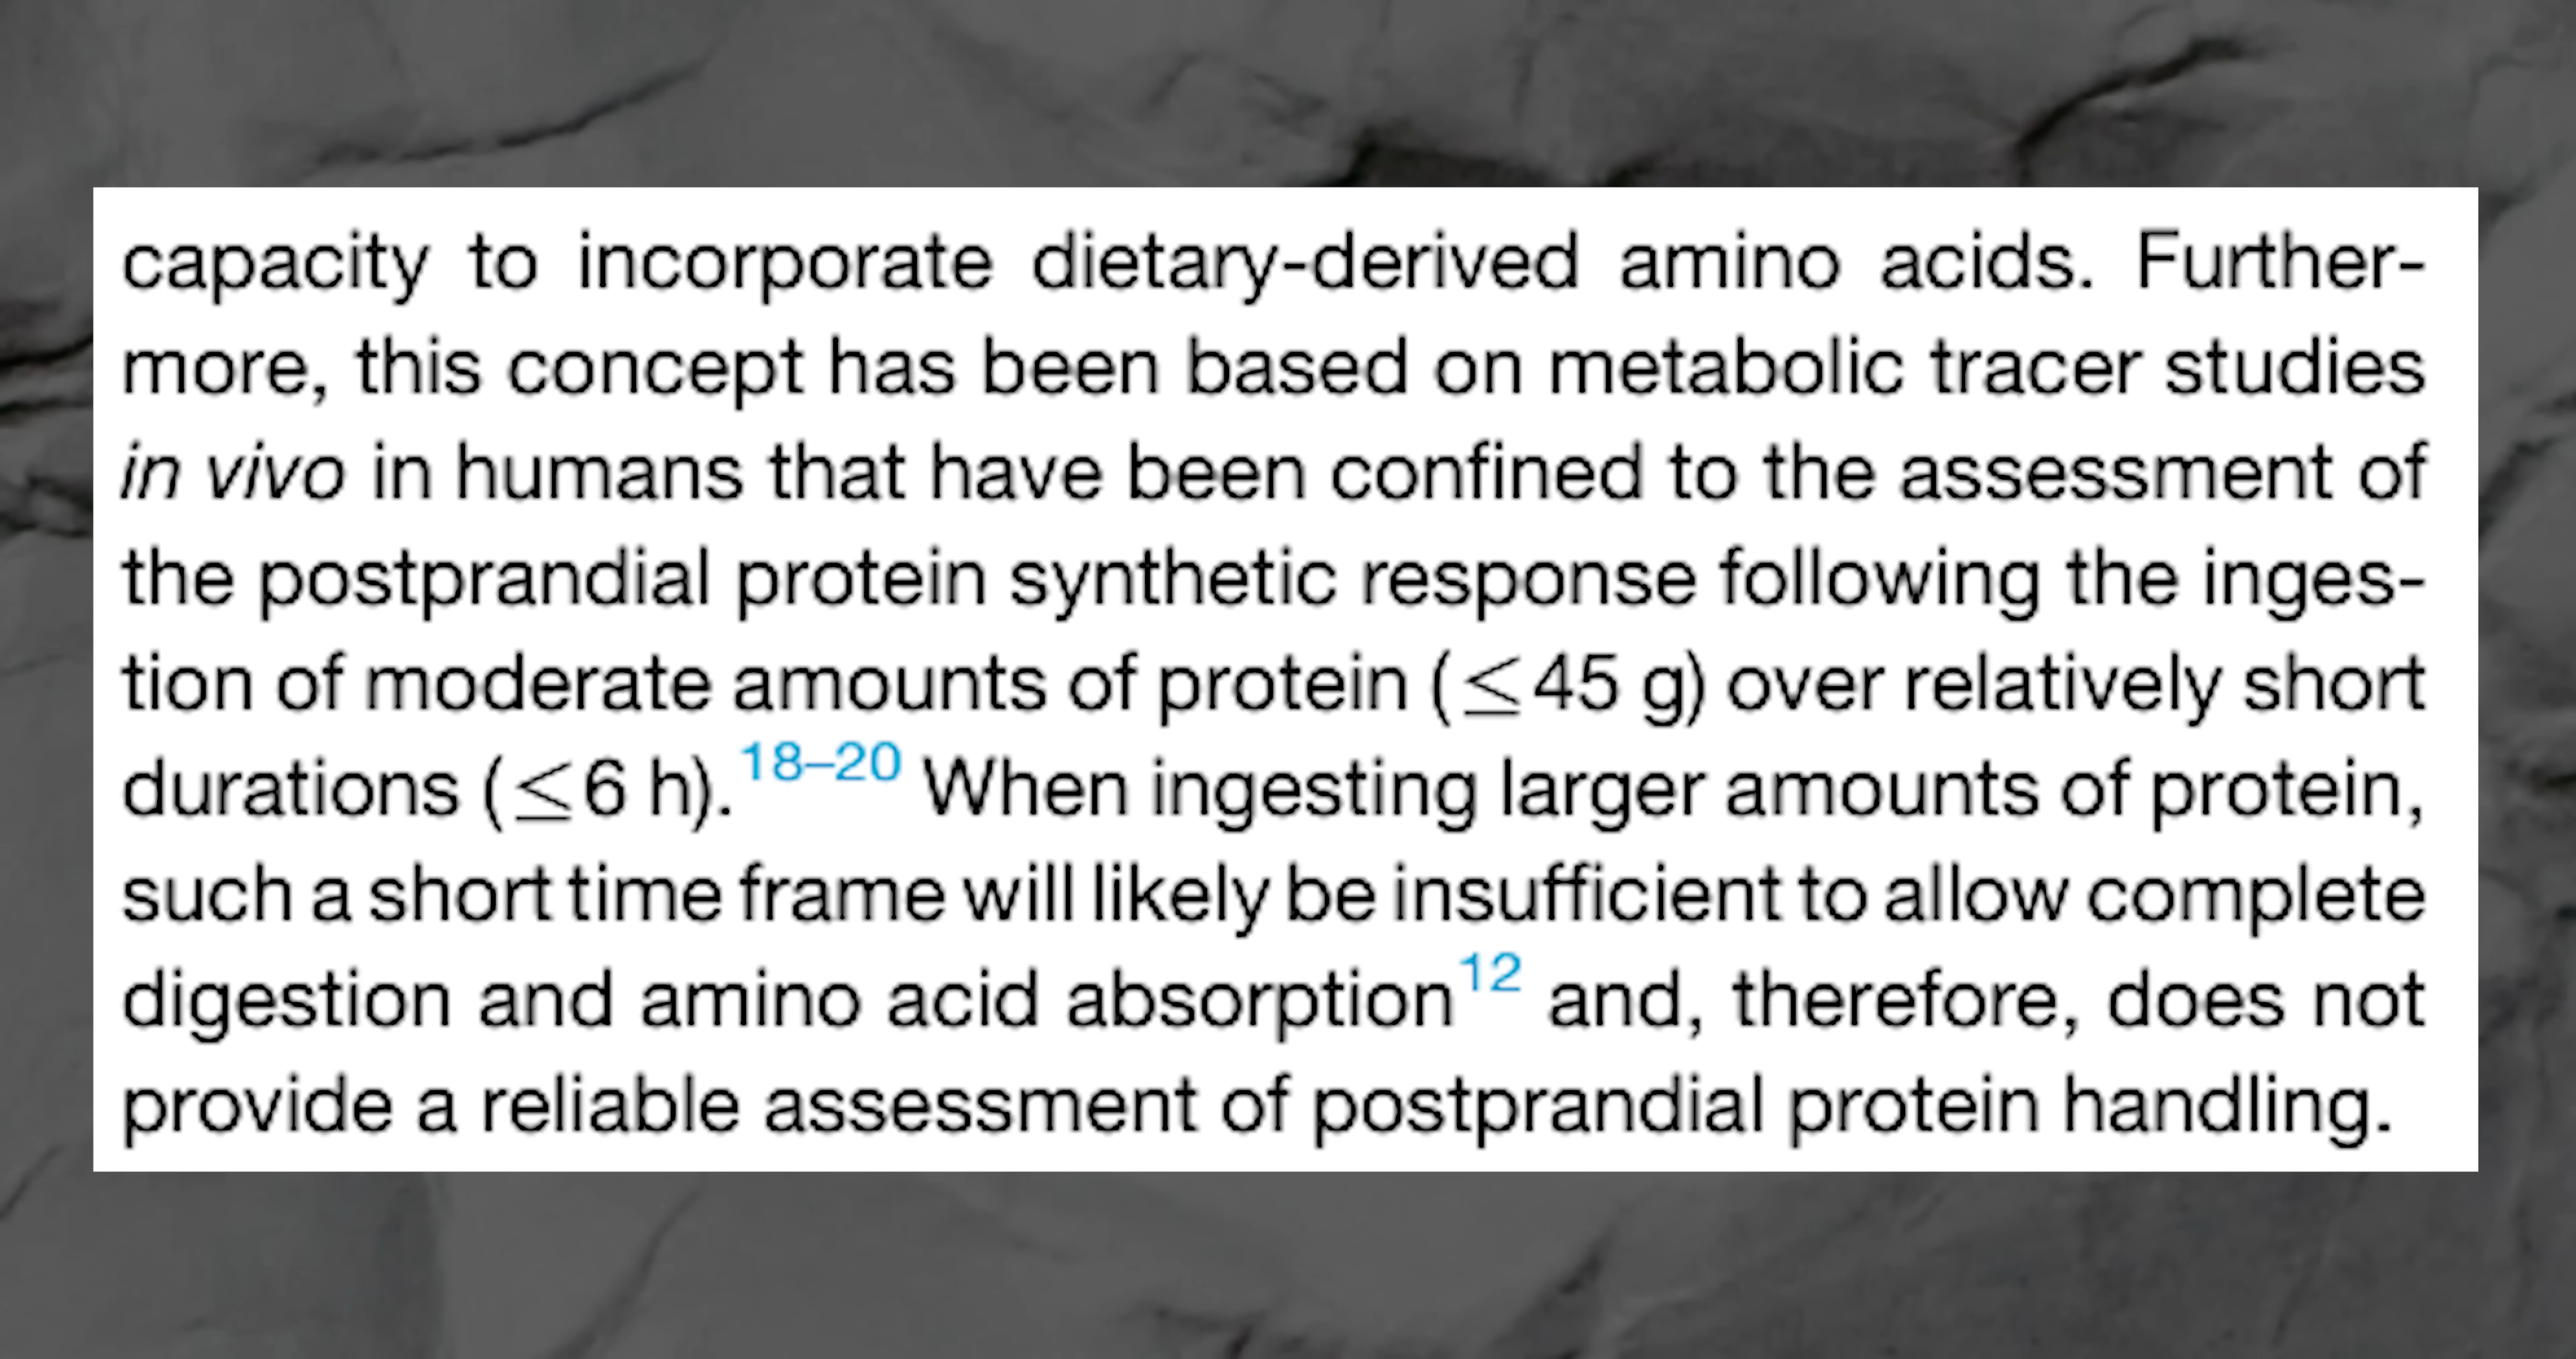 capacity to incorporate dietary-derived amino acids. Further-
more, this concept has been based on metabolic tracer studies
in vivo in humans that have been confined to the assessment of
the postprandial protein synthetic response following the inges-
tion of moderate amounts of protein (≤45 g) over relatively short
durations (≤6 h).18–20 When ingesting larger amounts of protein,
such a short time frame will likely be insufficient to allow complete
digestion and amino acid absorption12 and, therefore, does not
provide a reliable assessment of postprandial protein handling.